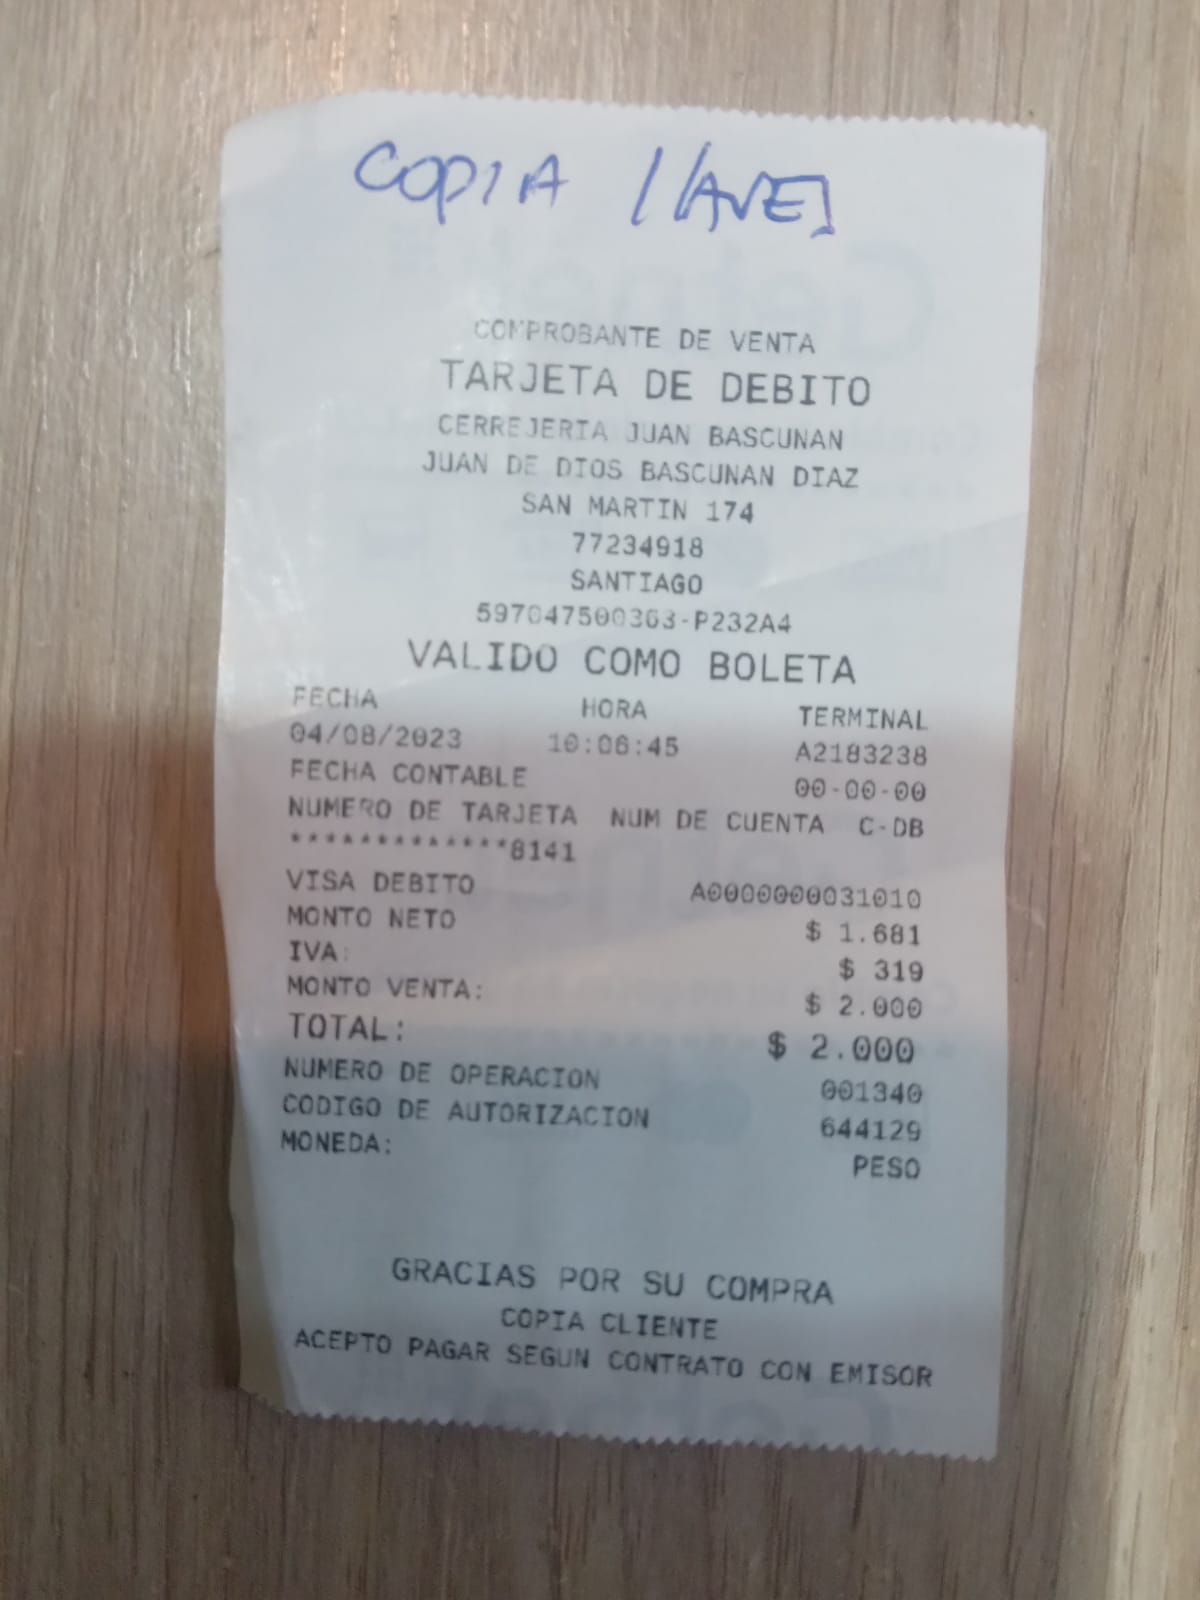 COPIA LLAVES
COMPROBANTE DE VENTA
TARJETA DE DEBITO
CERREJERIA JUAN BASCUNAN
JUAN DE DIOS BASCUNAN DIAZ
SAN MARTIN 174
77234918
SANTIAGO
597047500363-P232A4
VALIDO COMO BOLETA
FECHA HORA TERMINAL
04/08/2023 10:06:45 A2183238
FECHA CONTABLE 00-00-00
NUMERO DE TARJETA NUM DE CUENTA C-DB
*************8141
VISA DEBITO A0000000031010
MONTO NETO $ 1.681
IVA: $ 319
MONTO VENTA: $ 2.000
TOTAL: $ 2.000
NUMERO DE OPERACION 001340
CODIGO DE AUTORIZACION 644129
MONEDA: PESO
GRACIAS POR SU COMPRA
COPIA CLIENTE
ACEPTO PAGAR SEGUN CONTRATO CON EMISOR